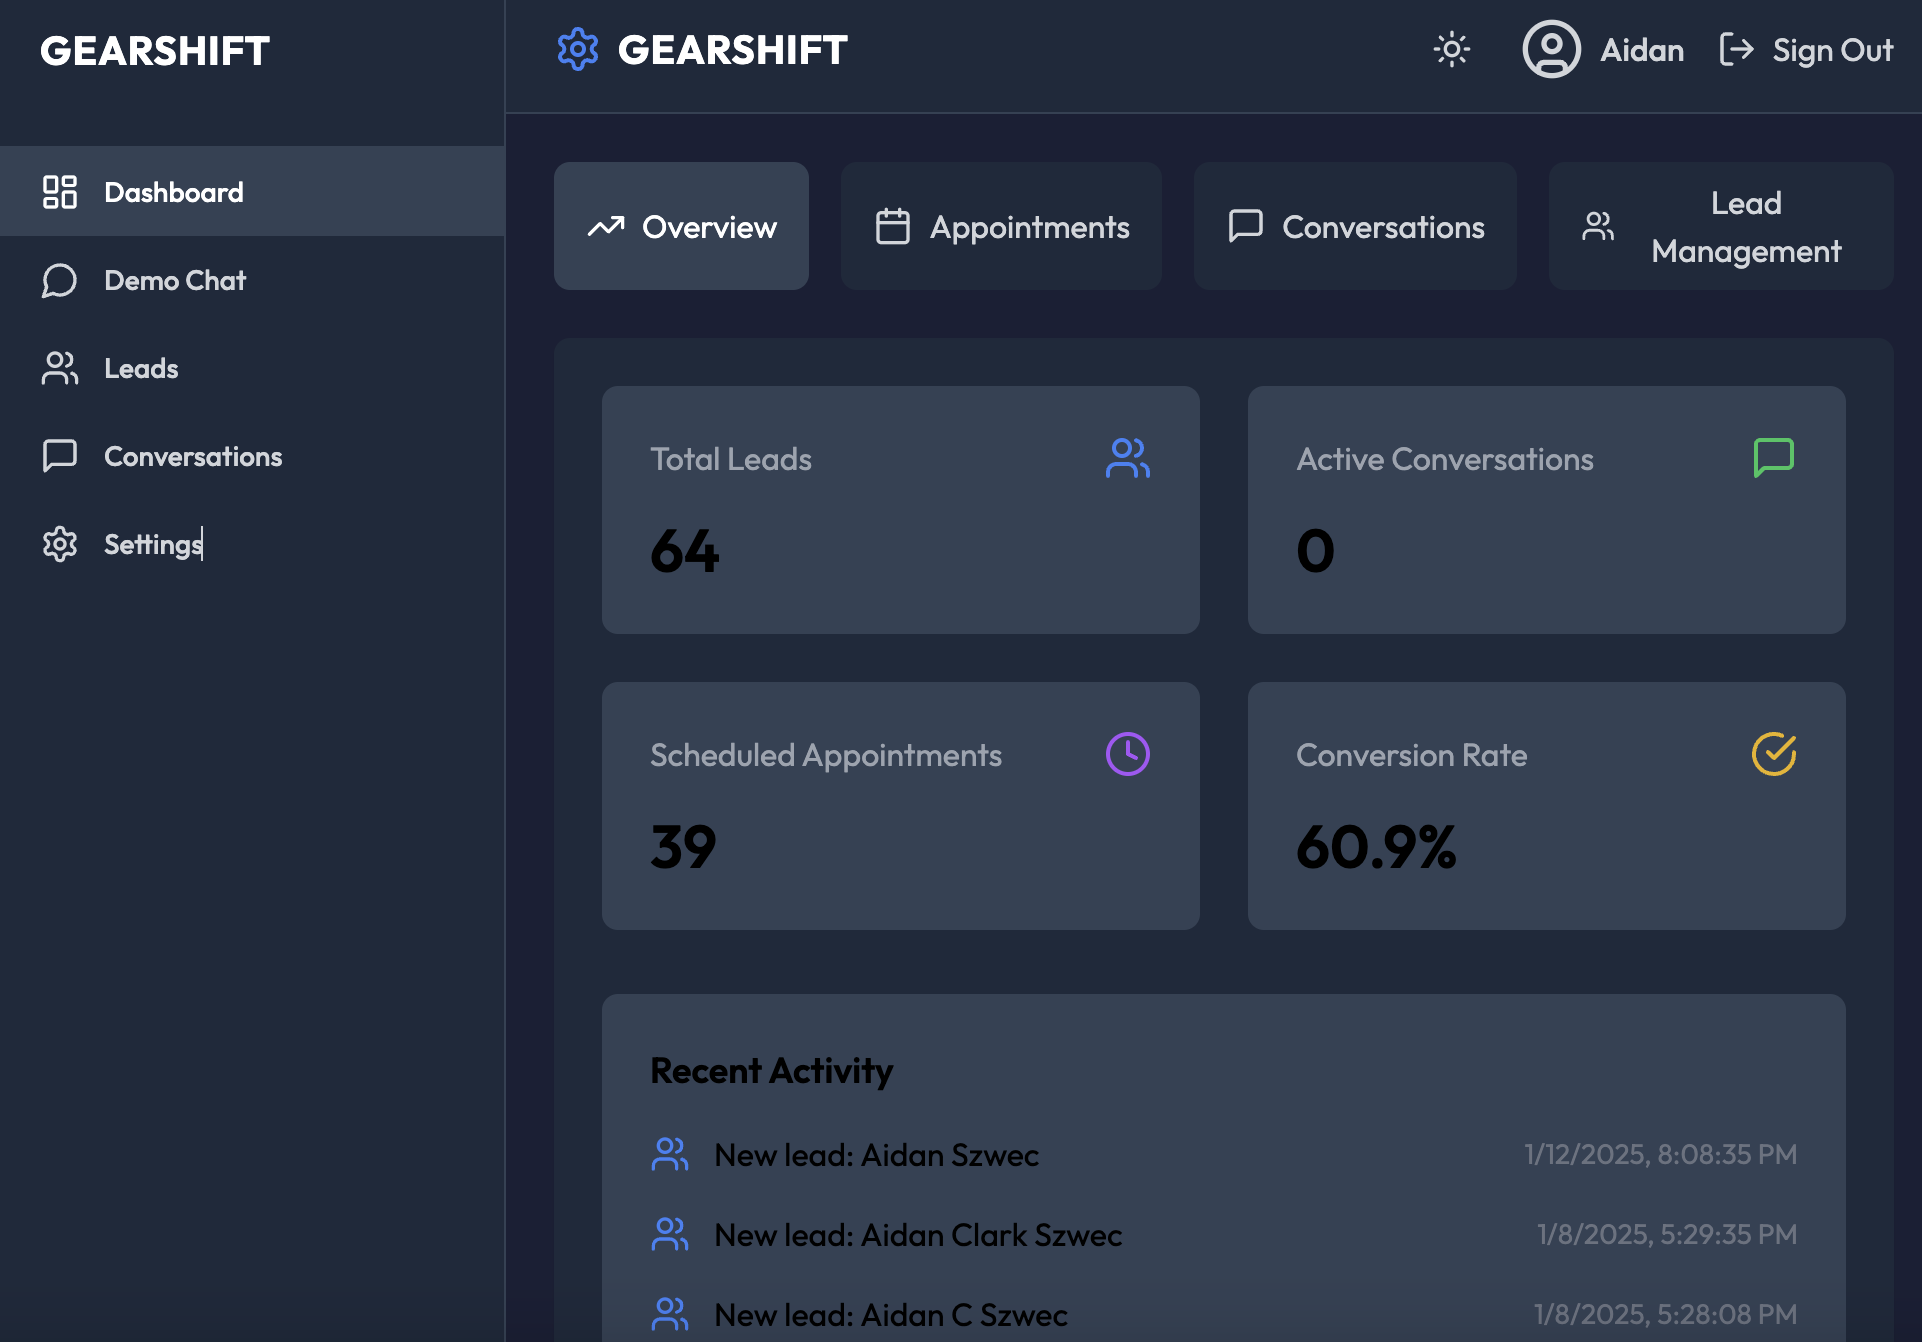 GEARSHIFT
Dashboard
Demo Chat
Leads
Conversations
Settings
GEARSHIFT
Aidan
Sign Out
Overview
Appointments
Conversations
Lead
Management
Total Leads
64
Active Conversations
0
Scheduled Appointments
39
Conversion Rate
60.9%
Recent Activity
New lead: Aidan Szwec
1/12/2025, 8:08:35 PM
New lead: Aidan Clark Szwec
1/8/2025, 5:29:35 PM
New lead: Aidan C Szwec
1/8/2025, 5:28:08 PM